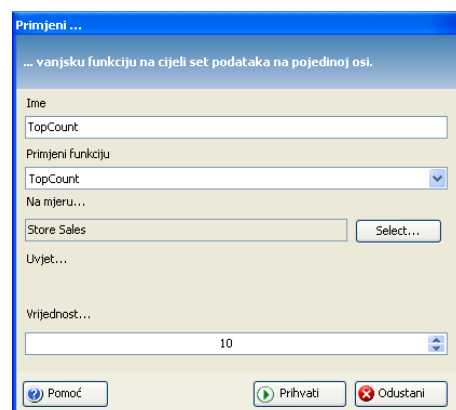 Primjeni ...
... vanjsku funkciju na cijeli set podataka na pojedinoj osi.
Ime
TopCount
Primjeni funkciju
TopCount
Na mjeru...
Store Sales
Select...
Uvjet...
Vrijednost...
10
Pomoć
Prihvati
Odustani